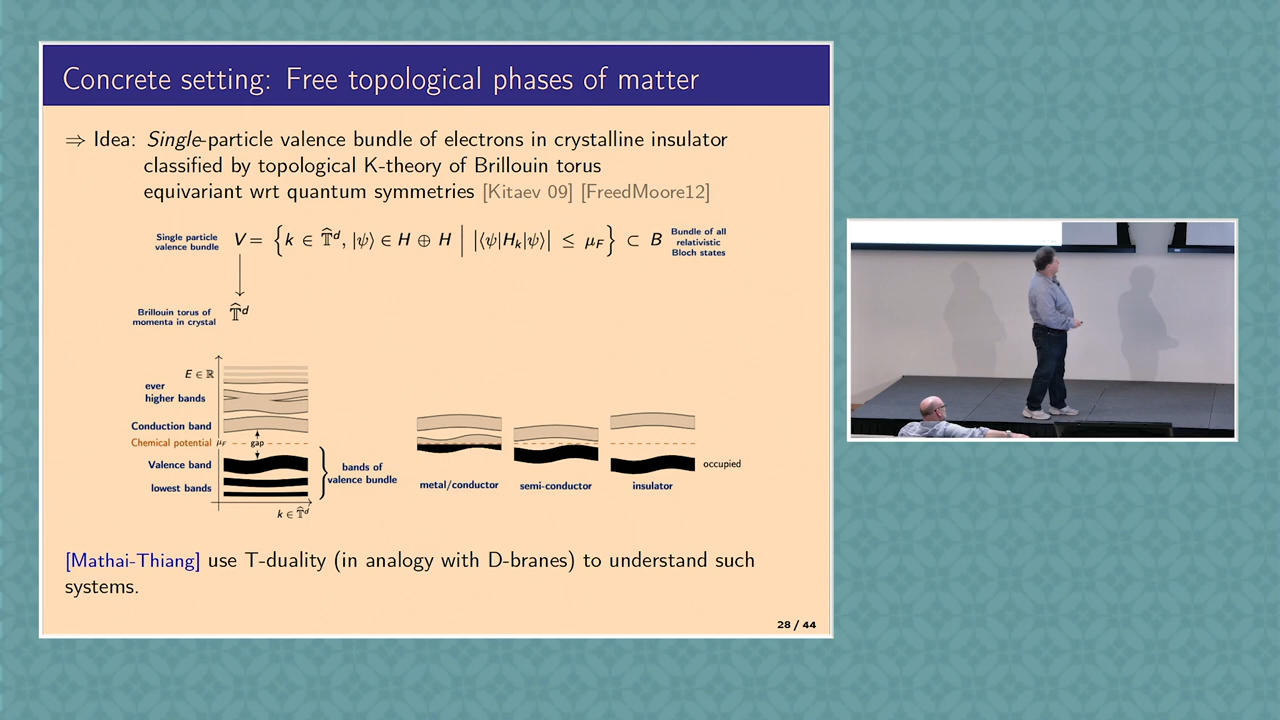 Concrete setting: Free topological phases of matter
⇒ Idea: Single-particle valence bundle of electrons in crystalline insulator
classified by topological K-theory of Brillouin torus
equivariant wrt quantum symmetries [Kitaev 09] [FreedMoore12]
Single particle
valence bundle
V = { k ∈ T̂ᵈ, |ψ⟩ ∈ H ⊕ H | |⟨ψ|Hₖ|ψ⟩| ≤ μF } ⊂ B
Bundle of all
relativistic
Bloch states
Brillouin torus of
momenta in crystal
T̂ᵈ
E ∈ ℝ
ever
higher bands
Conduction band
Chemical potential μF
gap
Valence band
lowest bands
bands of
valence bundle
k ∈ T̂ᵈ
metal/conductor
semi-conductor
insulator
occupied
[Mathai-Thiang] use T-duality (in analogy with D-branes) to understand such
systems.
28 / 44